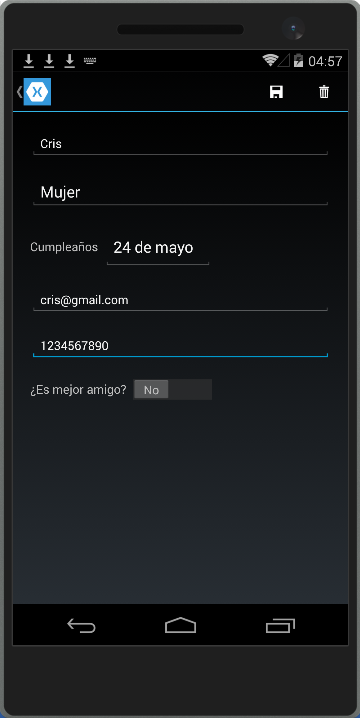 04:57
Cris
Mujer
Cumpleaños 24 de mayo
cris@gmail.com
1234567890
¿Es mejor amigo? No